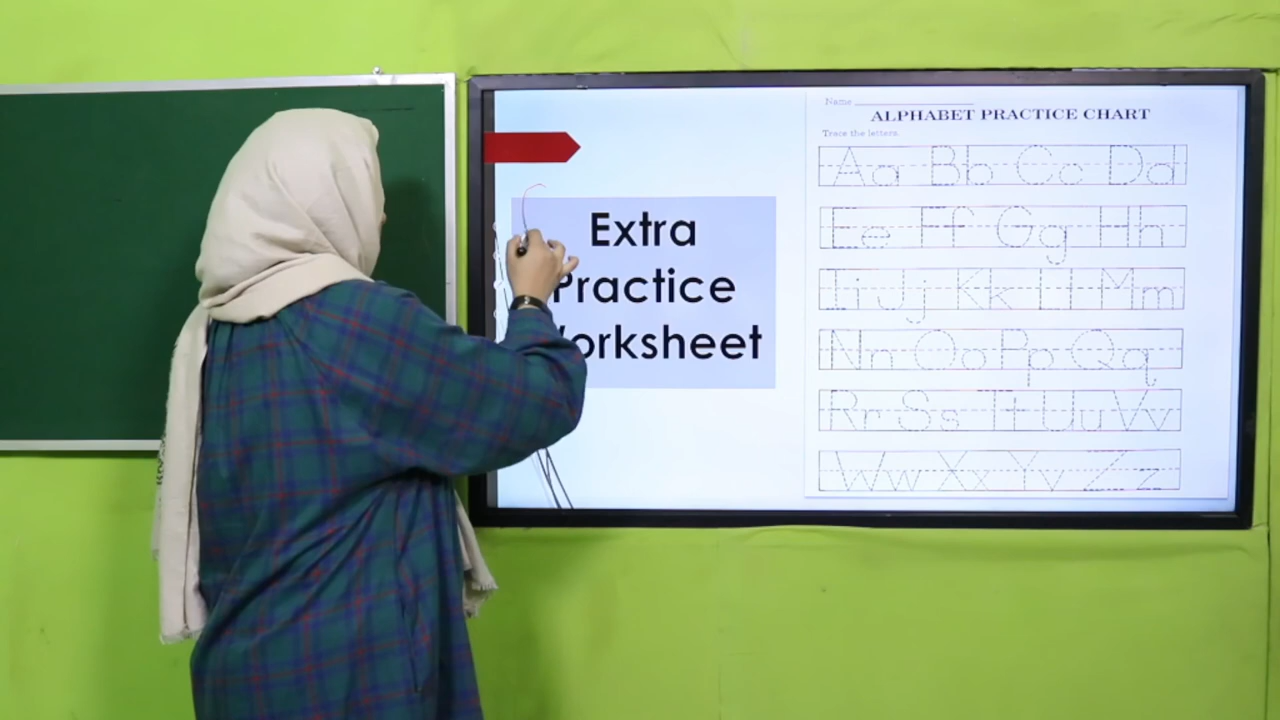 Extra
Practice
Worksheet
Name
ALPHABET PRACTICE CHART
Trace the letters.
Aa Bb Cc Dd
Ee Ff Gg Hh
Ii Jj Kk Ll Mm
Nn Oo Pp Qq
Rr Ss Tt Uu Vv
Ww Xx Yy Zz